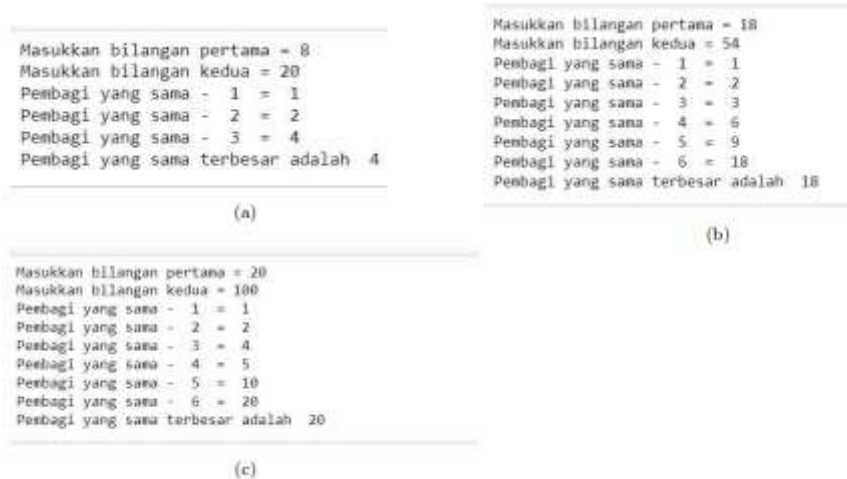 Masukkan bilangan pertama = 8
Masukkan bilangan kedua = 20
Pembagi yang sama - 1 = 1
Pembagi yang sama - 2 = 2
Pembagi yang sama - 3 = 4
Pembagi yang sama terbesar adalah 4
(a)
Masukkan bilangan pertama = 18
Masukkan bilangan kedua = 54
Pembagi yang sama - 1 = 1
Pembagi yang sama - 2 = 2
Pembagi yang sama - 3 = 3
Pembagi yang sama - 4 = 6
Pembagi yang sama - 5 = 9
Pembagi yang sama - 6 = 18
Pembagi yang sama terbesar adalah 18
(b)
Masukkan bilangan pertama = 20
Masukkan bilangan kedua = 100
Pembagi yang sama - 1 = 1
Pembagi yang sama - 2 = 2
Pembagi yang sama - 3 = 4
Pembagi yang sama - 4 = 5
Pembagi yang sama - 5 = 10
Pembagi yang sama - 6 = 20
Pembagi yang sama terbesar adalah 20
(c)